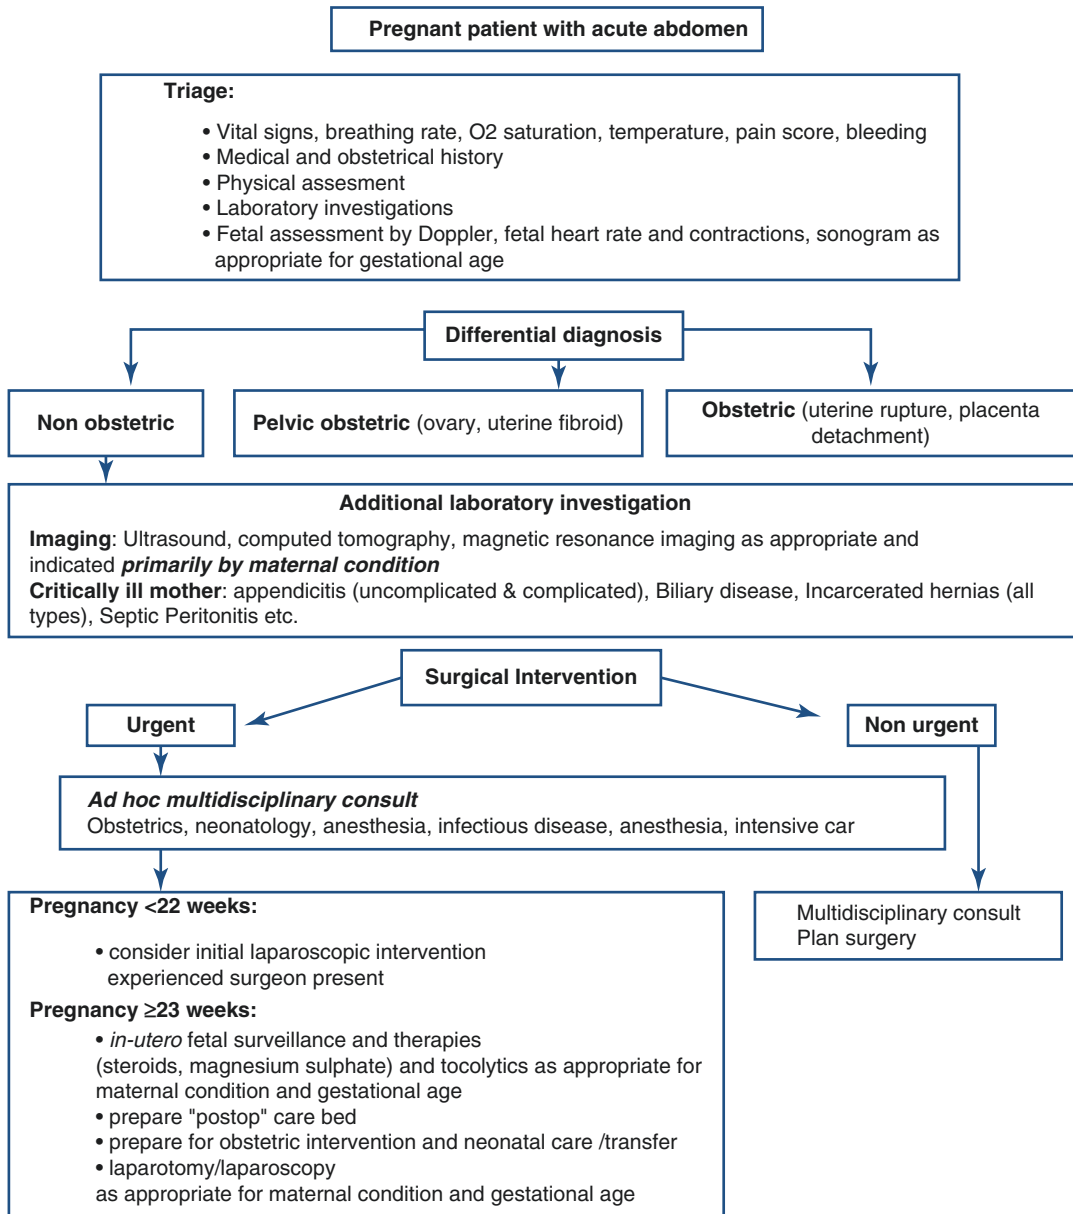 Pregnant patient with acute abdomen
Triage:
• Vital signs, breathing rate, O2 saturation, temperature, pain score, bleeding
• Medical and obstetrical history
• Physical assesment
• Laboratory investigations
• Fetal assessment by Doppler, fetal heart rate and contractions, sonogram as
appropriate for gestational age
Differential diagnosis
Non obstetric
Pelvic obstetric (ovary, uterine fibroid)
Obstetric (uterine rupture, placenta
detachment)
Additional laboratory investigation
Imaging: Ultrasound, computed tomography, magnetic resonance imaging as appropriate and
indicated primarily by maternal condition
Critically ill mother: appendicitis (uncomplicated & complicated), Biliary disease, Incarcerated hernias (all
types), Septic Peritonitis etc.
Surgical Intervention
Urgent
Non urgent
Ad hoc multidisciplinary consult
Obstetrics, neonatology, anesthesia, infectious disease, anesthesia, intensive car
Pregnancy <22 weeks:
• consider initial laparoscopic intervention
experienced surgeon present
Pregnancy ≥23 weeks:
• in-utero fetal surveillance and therapies
(steroids, magnesium sulphate) and tocolytics as appropriate for
maternal condition and gestational age
• prepare "postop" care bed
• prepare for obstetric intervention and neonatal care /transfer
• laparotomy/laparoscopy
as appropriate for maternal condition and gestational age
Multidisciplinary consult
Plan surgery